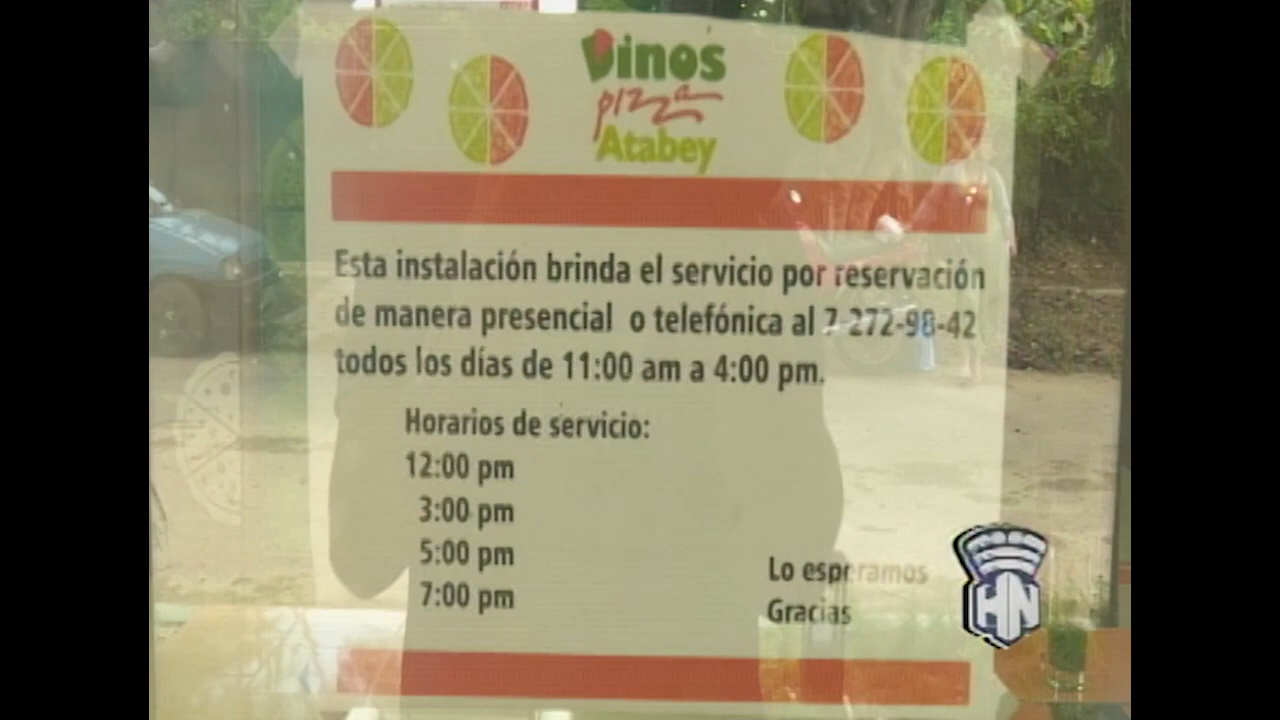 Dinos
pizza
Atabey
Esta instalación brinda el servicio por reservación
de manera presencial o telefónica al 7-272-98-42
todos los días de 11:00 am a 4:00 pm.
Horarios de servicio:
12:00 pm
3:00 pm
5:00 pm
7:00 pm
Lo esperamos
Gracias
HN